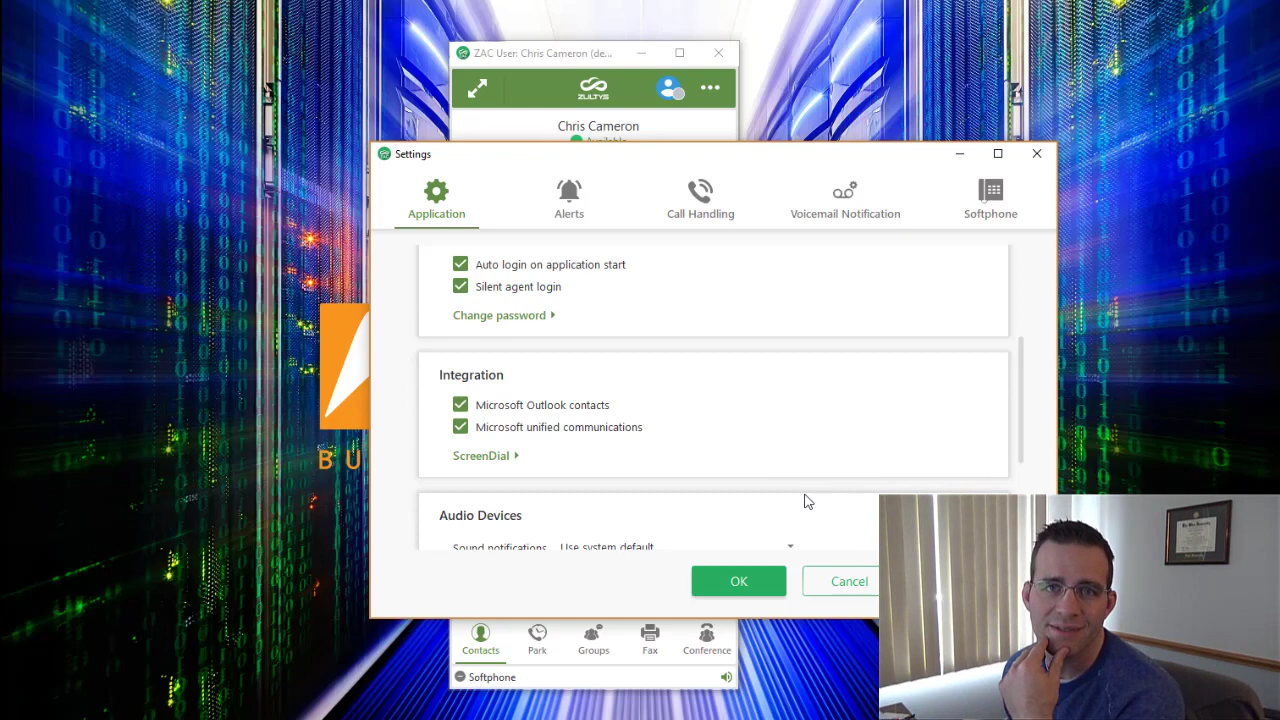 ZAC User: Chris Cameron (de...
ZULTYS
Chris Cameron
Available
Settings
Application
Alerts
Call Handling
Voicemail Notification
Softphone
Auto login on application start
Silent agent login
Change password
Integration
Microsoft Outlook contacts
Microsoft unified communications
ScreenDial
Audio Devices
Sound notifications Use system default
OK
Cancel
BU
Contacts
Park
Groups
Fax
Conference
Softphone